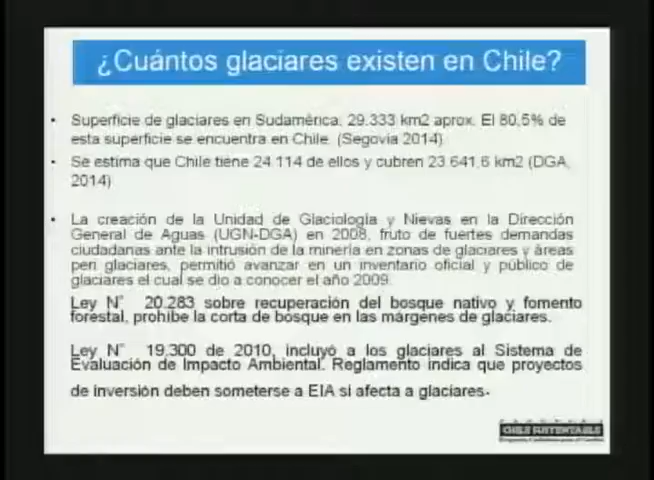 ¿Cuántos glaciares existen en Chile?
• Superficie de glaciares en Sudamérica, 29.333 km2 aprox. El 80,5% de
esta superficie se encuentra en Chile. (Segovia 2014)
• Se estima que Chile tiene 24.114 de ellos y cubren 23.641,6 km2 (DGA,
2014)
• La creación de la Unidad de Glaciología y Nieves en la Dirección
General de Aguas (UGN-DGA) en 2008, fruto de fuertes demandas
ciudadanas ante la intrusión de la minería en zonas de glaciares y áreas
peri glaciares, permitió avanzar en un inventario oficial y público de
glaciares el cual se dio a conocer el año 2009.
Ley N° 20.283 sobre recuperación del bosque nativo y fomento
forestal, prohibe la corta de bosque en las márgenes de glaciares.
Ley N° 19.300 de 2010, incluyó a los glaciares al Sistema de
Evaluación de Impacto Ambiental. Reglamento indica que proyectos
de inversión deben someterse a EIA si afecta a glaciares.
CHILE SUSTENTABLE